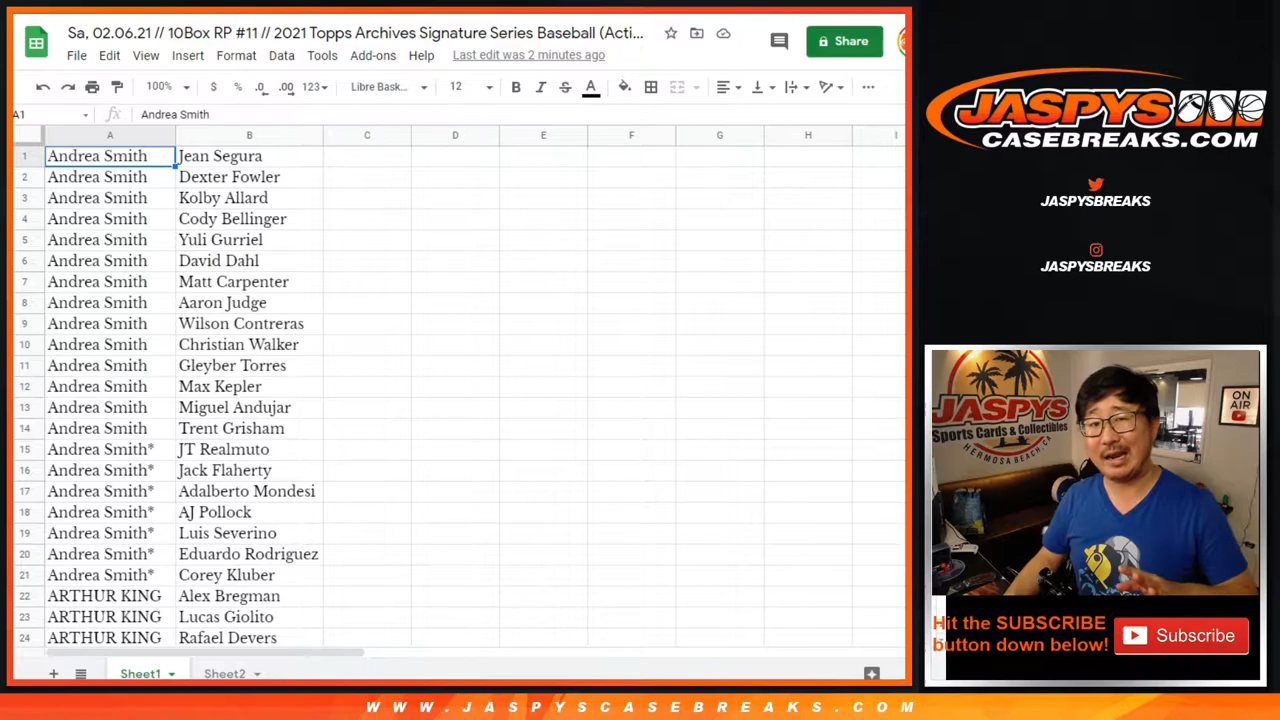 Sa, 02.06.21 // 10Box RP #11 // 2021 Topps Archives Signature Series Baseball (Acti...
File Edit View Insert Format Data Tools Add-ons Help Last edit was 2 minutes ago
Share
100% $ % .0 .00 123 Libre Bask... 12 B I S A
A1 fx Andrea Smith
A B C D E F G H I
1 Andrea Smith Jean Segura
2 Andrea Smith Dexter Fowler
3 Andrea Smith Kolby Allard
4 Andrea Smith Cody Bellinger
5 Andrea Smith Yuli Gurriel
6 Andrea Smith David Dahl
7 Andrea Smith Matt Carpenter
8 Andrea Smith Aaron Judge
9 Andrea Smith Wilson Contreras
10 Andrea Smith Christian Walker
11 Andrea Smith Gleyber Torres
12 Andrea Smith Max Kepler
13 Andrea Smith Miguel Andujar
14 Andrea Smith Trent Grisham
15 Andrea Smith* JT Realmuto
16 Andrea Smith* Jack Flaherty
17 Andrea Smith* Adalberto Mondesi
18 Andrea Smith* AJ Pollock
19 Andrea Smith* Luis Severino
20 Andrea Smith* Eduardo Rodriguez
21 Andrea Smith* Corey Kluber
22 ARTHUR KING Alex Bregman
23 ARTHUR KING Lucas Giolito
24 ARTHUR KING Rafael Devers
Sheet1 Sheet2
JASPYS
CASEBREAKS.COM
JASPYSBREAKS
JASPYSBREAKS
JASPYS
Sports Cards & Collectibles
HERMOSA BEACH, CA
ON
AIR
Hit the SUBSCRIBE
button down below!
Subscribe
WWW.JASPYSCASEBREAKS.COM